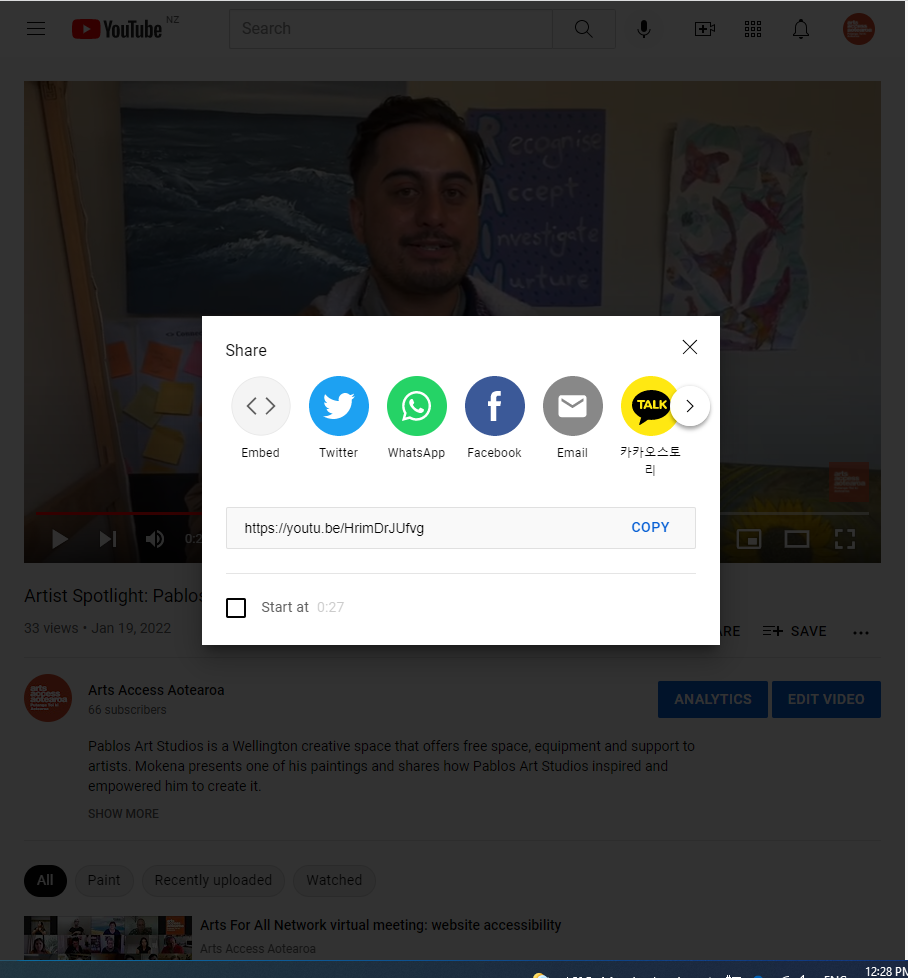 YouTube NZ
Search
Recognise
Accept
Investigate
Nurture
Share
TALK
Embed
Twitter
WhatsApp
Facebook
Email
카카오스토
리
https://youtu.be/HrimDrJUfvg
COPY
Start at 0:27
Artist Spotlight: Pablos
33 views • Jan 19, 2022
SAVE
arts
access
aotearoa
Arts Access Aotearoa
66 subscribers
ANALYTICS
EDIT VIDEO
Pablos Art Studios is a Wellington creative space that offers free space, equipment and support to
artists. Mokena presents one of his paintings and shares how Pablos Art Studios inspired and
empowered him to create it.
SHOW MORE
All
Paint
Recently uploaded
Watched
Arts For All Network virtual meeting: website accessibility
Arts Access Aotearoa
12:28 PM